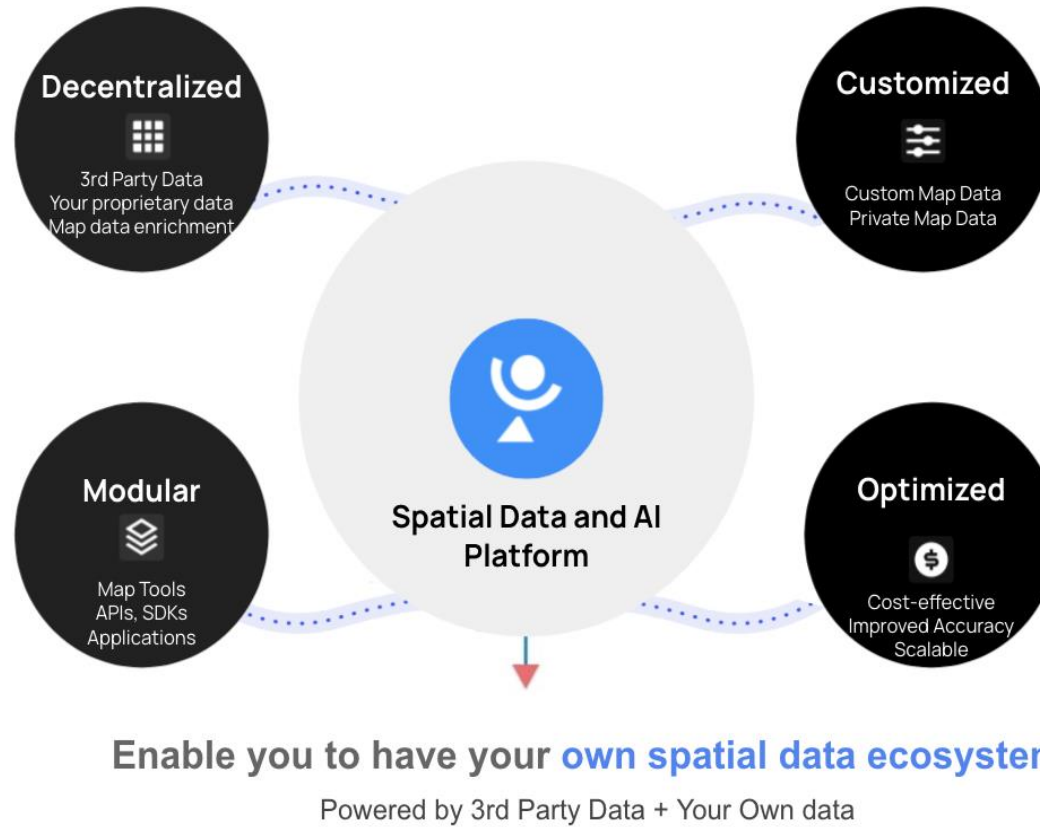 Decentralized
3rd Party Data
Your proprietary data
Map data enrichment
Customized
Custom Map Data
Private Map Data
Spatial Data and AI
Platform
Modular
Map Tools
APIs, SDKs
Applications
Optimized
$
Cost-effective
Improved Accuracy
Scalable
Enable you to have your own spatial data ecosyster
Powered by 3rd Party Data + Your Own data